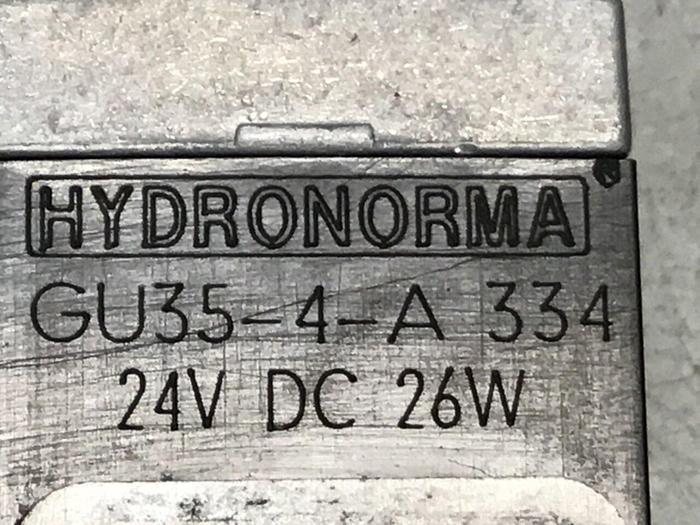 HYDRONORMA®
GU35-4-A 334
24V DC 26W